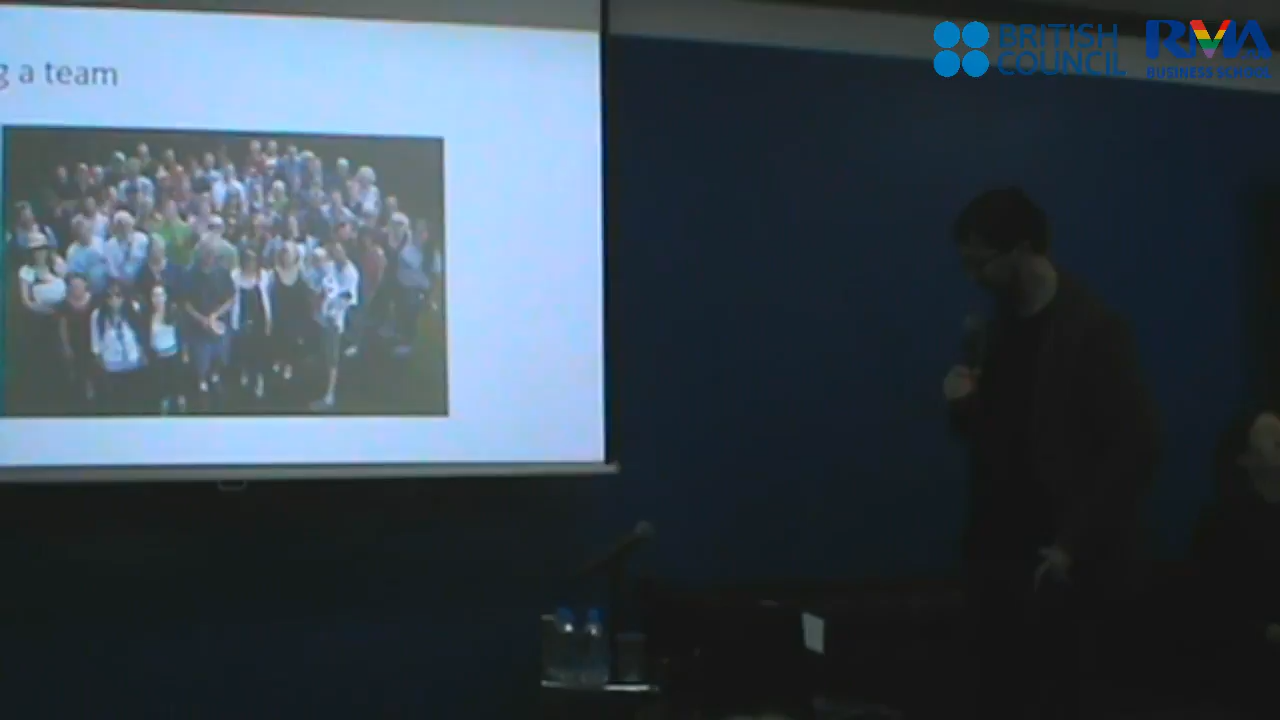 g a team
BRITISH
COUNCIL
RMA
BUSINESS SCHOOL